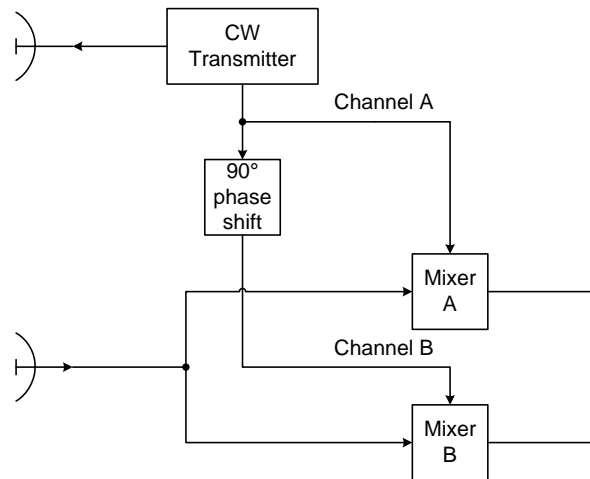 CW
Transmitter
Channel A
90°
phase
shift
Mixer
A
Channel B
Mixer
B